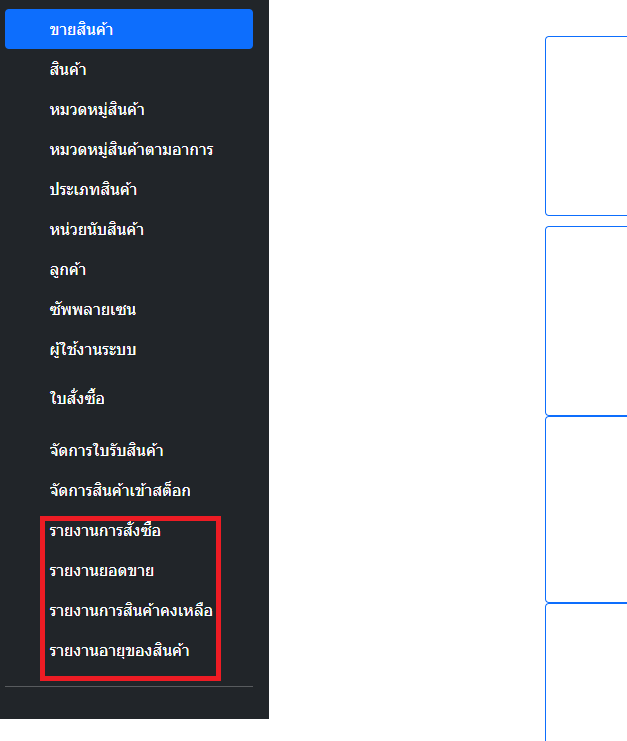 ขายสินค้า
สินค้า
หมวดหมู่สินค้า
หมวดหมู่สินค้าตามอาการ
ประเภทสินค้า
หน่วยนับสินค้า
ลูกค้า
ซัพพลายเซน
ผู้ใช้งานระบบ
ใบสั่งซื้อ
จัดการใบรับสินค้า
จัดการสินค้าเข้าสต็อก
รายงานการสั่งซื้อ
รายงานยอดขาย
รายงานการสินค้าคงเหลือ
รายงานอายุของสินค้า